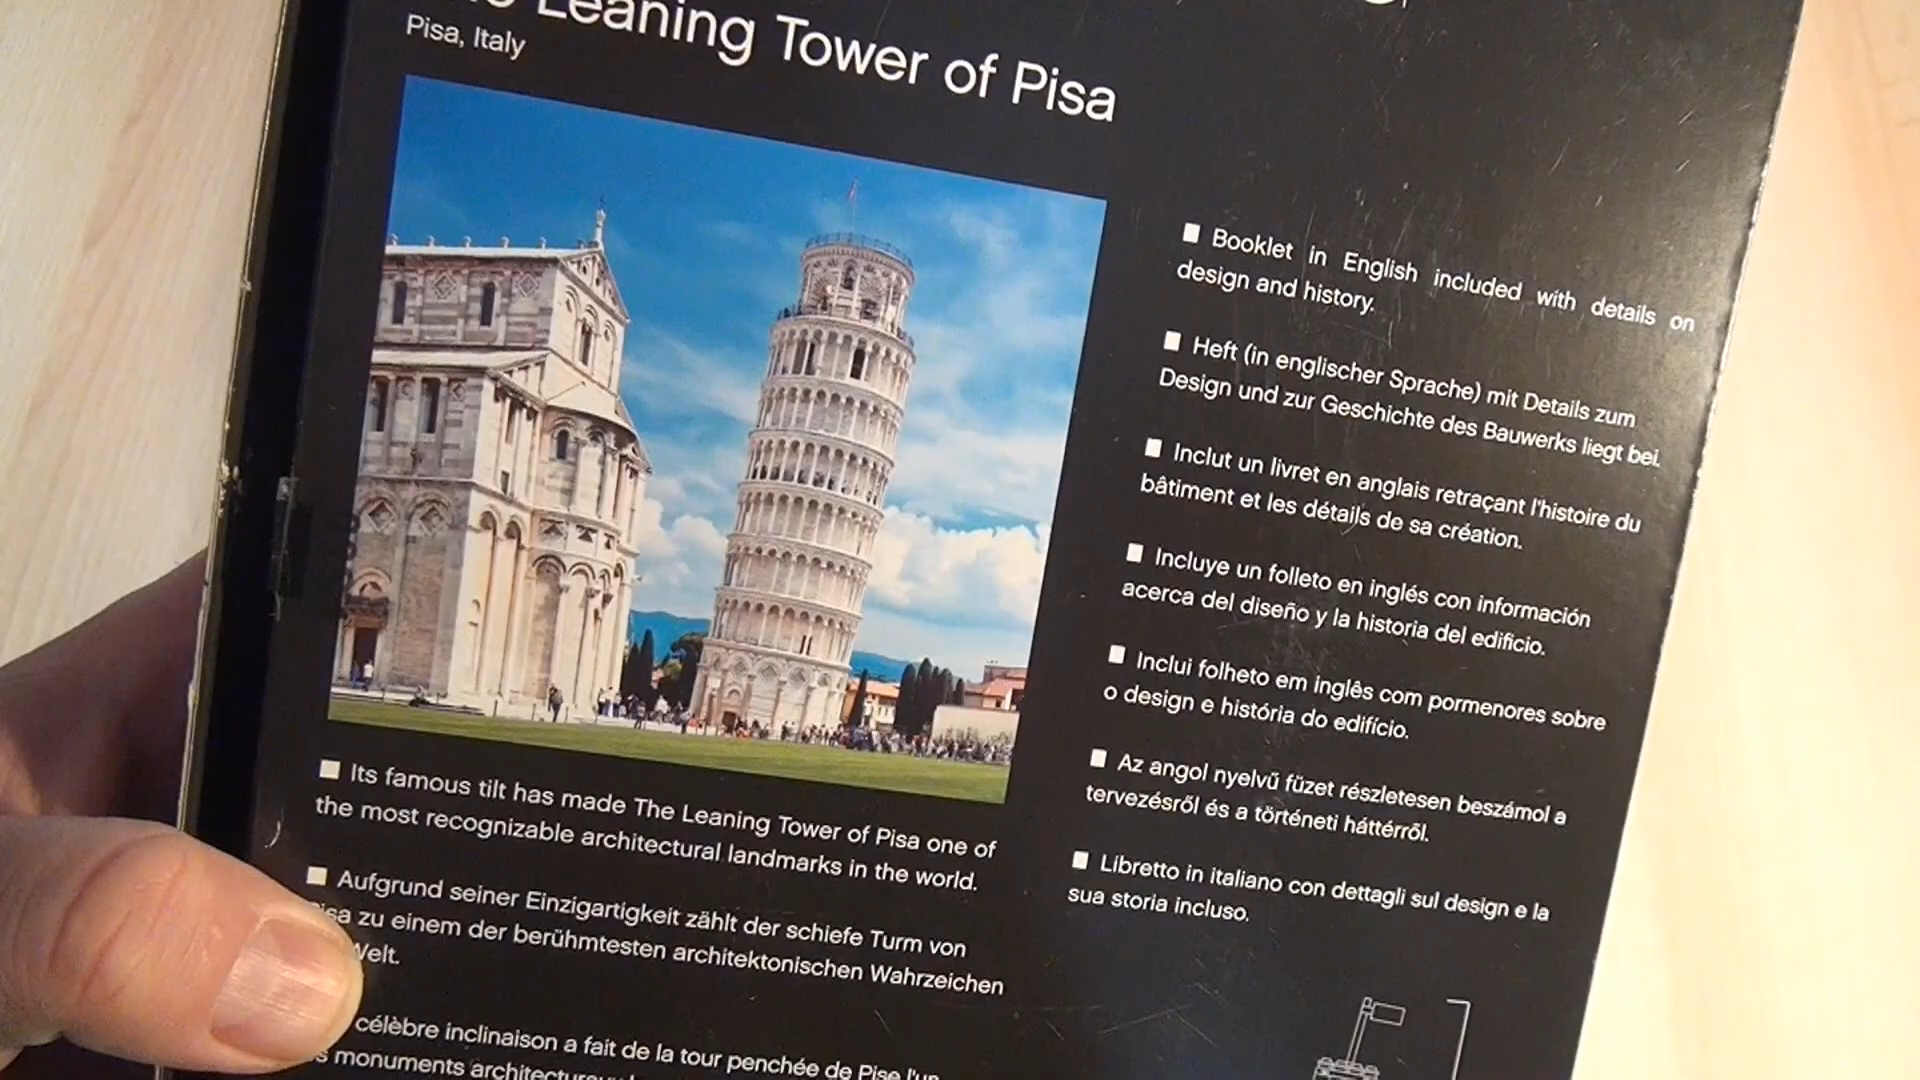 Leaning Tower of Pisa
Pisa, Italy
■ Its famous tilt has made The Leaning Tower of Pisa one of
the most recognizable architectural landmarks in the world.
■ Aufgrund seiner Einzigartigkeit zählt der schiefe Turm von
zu einem der berühmtesten architektonischen Wahrzeichen
célèbre inclinaison a fait de la tour penchée de Pise l'un
monuments
■ Booklet in English included with details on
design and history.
■ Heft (in englischer Sprache) mit Details zum
Design und zur Geschichte des Bauwerks liegt bei.
■ Inclut un livret en anglais retraçant l'histoire du
bâtiment et les détails de sa création.
■ Incluye un folleto en inglés con información
acerca del diseño y la historia del edificio.
■ Inclui folheto em inglês com pormenores sobre
o design e história do edifício.
■ Az angol nyelvű füzet részletesen beszámol a
tervezésről és a történeti háttérről.
■ Libretto in italiano con dettagli sul design e la
sua storia incluso.